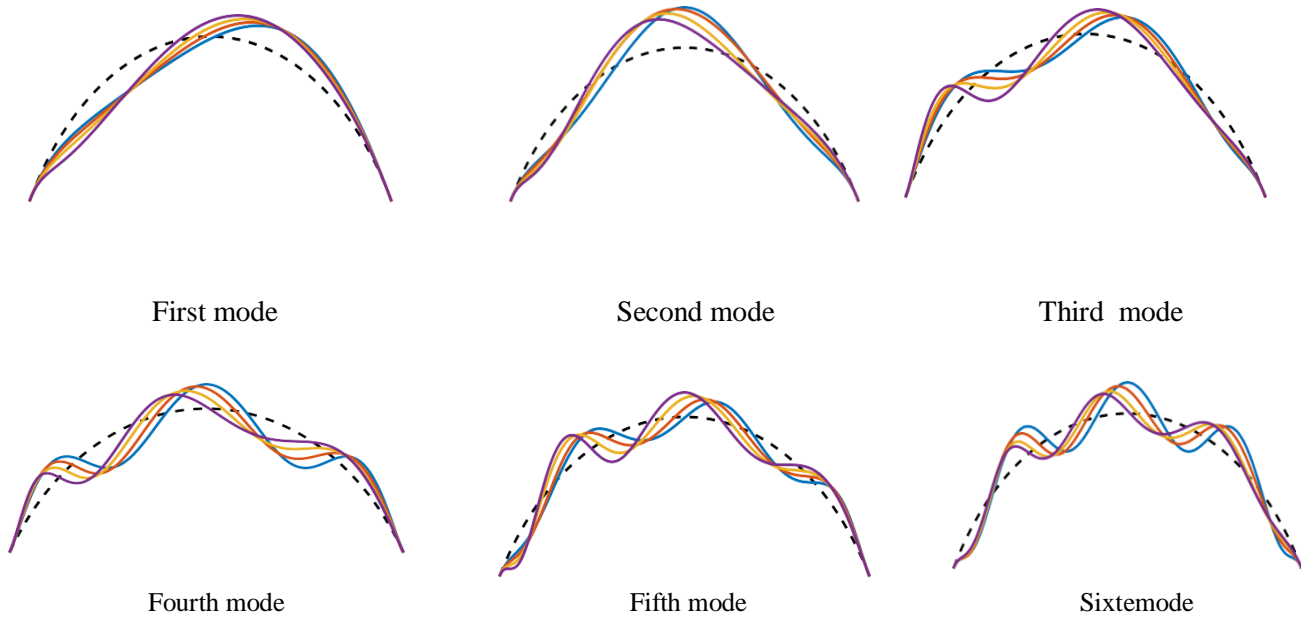 First mode
Second mode
Third mode
Fourth mode
Fifth mode
Sixtemode